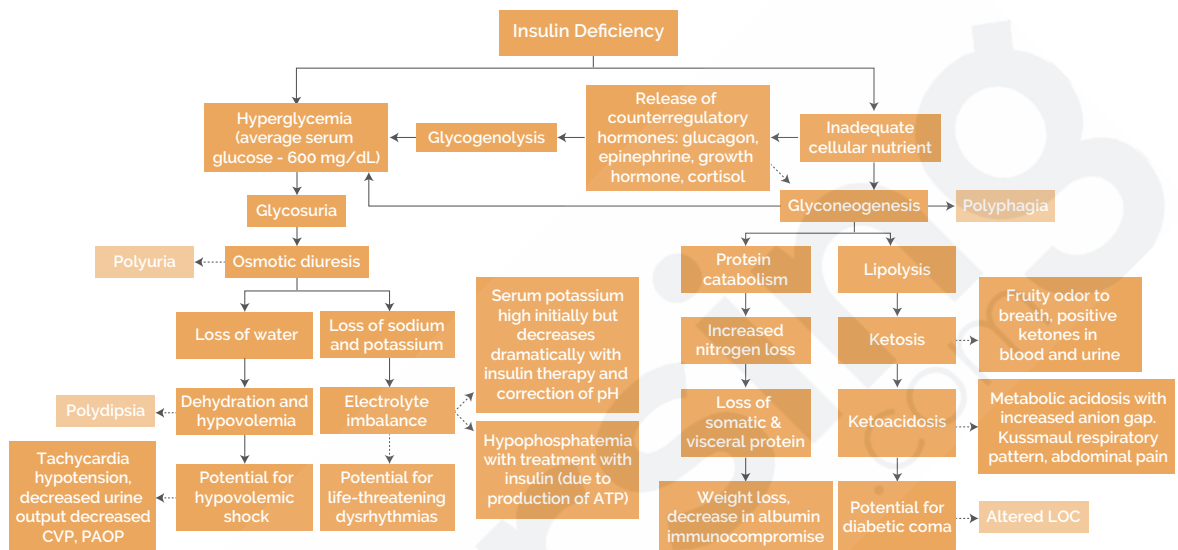 Insulin Deficiency
Hyperglycemia
(average serum
glucose - 600 mg/dL)
Glycogenolysis
Release of
counterregulatory
hormones: glucagon,
epinephrine, growth
hormone, cortisol
Inadequate
cellular nutrient
Glycosuria
Glyconeogenesis
Polyphagia
Polyuria
Osmotic diuresis
Protein
catabolism
Lipolysis
Loss of water
Loss of sodium
and potassium
Serum potassium
high initially but
decreases
dramatically with
insulin therapy and
correction of pH
Increased
nitrogen loss
Ketosis
Fruity odor to
breath, positive
ketones in
blood and urine
Polydipsia
Dehydration and
hypovolemia
Electrolyte
imbalance
Hypophosphatemia
with treatment with
insulin (due to
production of ATP)
Loss of
somatic &
visceral protein
Ketoacidosis
Metabolic acidosis with
increased anion gap.
Kussmaul respiratory
pattern, abdominal pain
Tachycardia
hypotension,
decreased urine
output decreased
CVP, PAOP
Potential for
hypovolemic
shock
Potential for
life-threatening
dysrhythmias
Weight loss,
decrease in albumin
immunocompromise
Potential for
diabetic coma
Altered LOC
rsing
.com